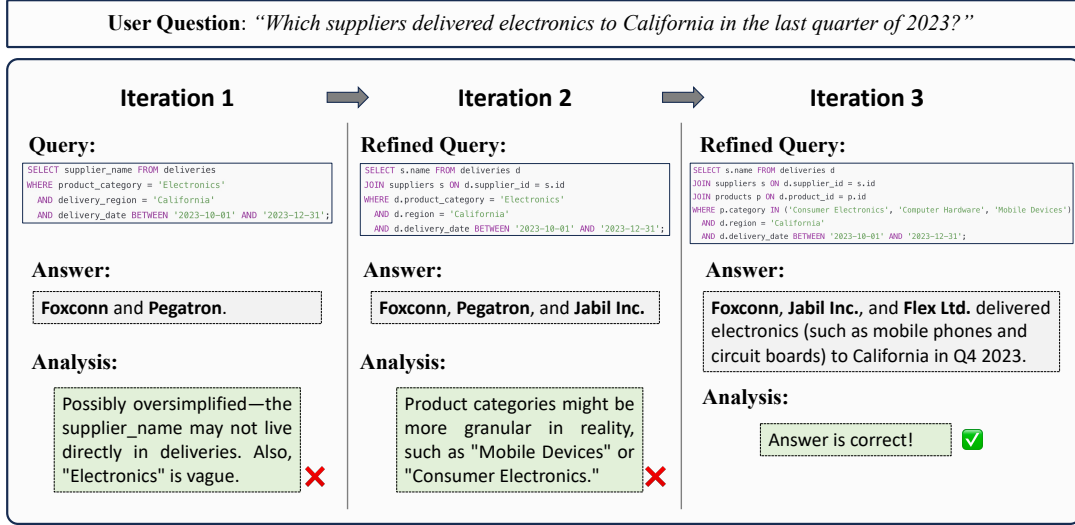 User Question: “Which suppliers delivered electronics to California in the last quarter of 2023?”
Iteration 1
Query:
SELECT supplier_name FROM deliveries
WHERE product_category = 'Electronics'
AND delivery_region = 'California'
AND delivery_date BETWEEN '2023-10-01' AND '2023-12-31';
Answer:
Foxconn and Pegatron.
Analysis:
Possibly oversimplified—the
supplier_name may not live
directly in deliveries. Also,
"Electronics" is vague.
Iteration 2
Refined Query:
SELECT s.name FROM deliveries d
JOIN suppliers s ON d.supplier_id = s.id
WHERE d.product_category = 'Electronics'
AND d.region = 'California'
AND d.delivery_date BETWEEN '2023-10-01' AND '2023-12-31';
Answer:
Foxconn, Pegatron, and Jabil Inc.
Analysis:
Product categories might be
more granular in reality,
such as "Mobile Devices" or
"Consumer Electronics."
Iteration 3
Refined Query:
SELECT s.name FROM deliveries d
JOIN suppliers s ON d.supplier_id = s.id
JOIN products p ON d.product_id = p.id
WHERE p.category IN ('Consumer Electronics', 'Computer Hardware', 'Mobile Devices')
AND d.region = 'California'
AND d.delivery_date BETWEEN '2023-10-01' AND '2023-12-31';
Answer:
Foxconn, Jabil Inc., and Flex Ltd. delivered
electronics (such as mobile phones and
circuit boards) to California in Q4 2023.
Analysis:
Answer is correct!